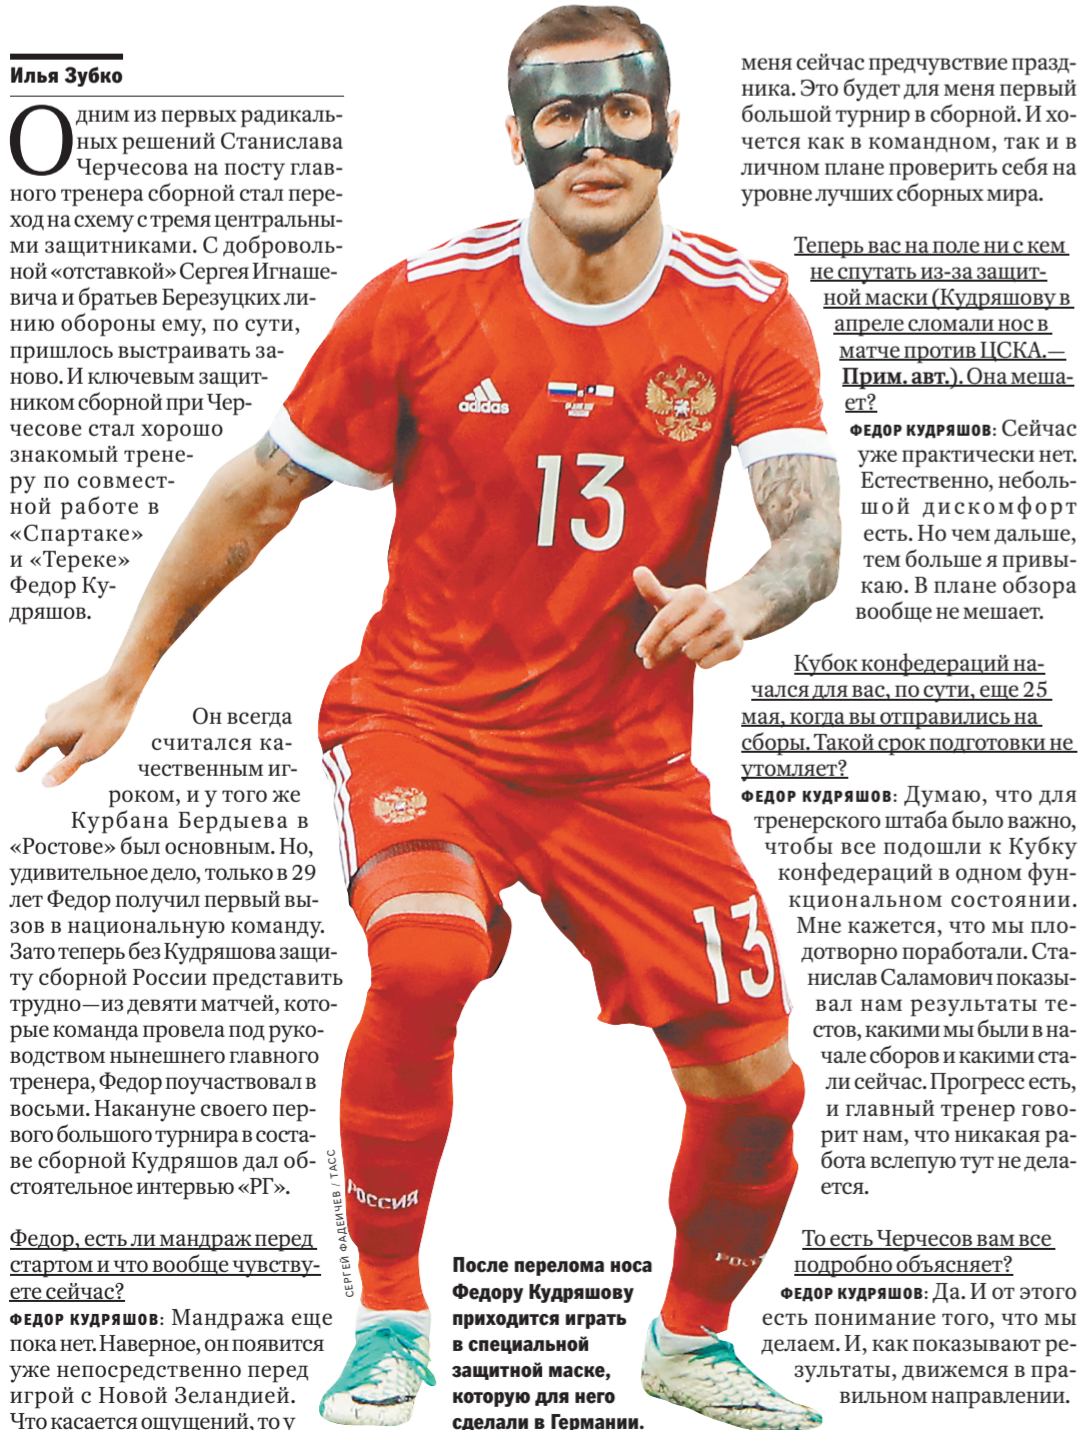 Илья Зубко
Одним из первых радикаль-
ных решений Станислава
Черчесова на посту глав-
ного тренера сборной стал пере-
ход на схему с тремя центральны-
ми защитниками. С доброволь-
ной «отставкой» Сергея Игнаше-
вича и братьев Березуцких ли-
нию обороны ему, по сути,
пришлось выстраивать за-
ново. И ключевым защит-
ником сборной при Чер-
чесове стал хорошо
знакомый трене-
ру по совмест-
ной работе в
«Спартаке»
и «Тереке»
Федор Ку-
дряшов.
Он всегда
считался ка-
чественным иг-
роком, и у того же
Курбана Бердыева в
«Ростове» был основным. Но,
удивительное дело, только в 29
лет Федор получил первый вы-
зов в национальную команду.
Зато теперь без Кудряшова защи-
ту сборной России представить
трудно—из девяти матчей, кото-
рые команда провела под руко-
водством нынешнего главного
тренера, Федор поучаствовал в
восьми. Накануне своего пер-
вого большого турнира в соста-
ве сборной Кудряшов дал об-
стоятельное интервью «РГ».
Федор, есть ли мандраж перед
стартом и что вообще чувству-
ете сейчас?
ФЕДОР КУДРЯШОВ: Мандража еще
пока нет. Наверное, он появится
уже непосредственно перед
игрой с Новой Зеландией.
Что касается ощущений, то у
меня сейчас предчувствие празд-
ника. Это будет для меня первый
большой турнир в сборной. И хо-
чется как в командном, так и в
личном плане проверить себя на
уровне лучших сборных мира.
Теперь вас на поле ни с кем
не спутать из-за защит-
ной маски (Кудряшову в
апреле сломали нос в
матче против ЦСКА.—
Прим. авт.). Она меша-
ет?
ФЕДОР КУДРЯШОВ: Сейчас
уже практически нет.
Естественно, неболь-
шой дискомфорт
есть. Но чем дальше,
тем больше я привы-
каю. В плане обзора
вообще не мешает.
Кубок конфедераций на-
чался для вас, по сути, еще 25
мая, когда вы отправились на
сборы. Такой срок подготовки не
утомляет?
ФЕДОР КУДРЯШОВ: Думаю, что для
тренерского штаба было важно,
чтобы все подошли к Кубку
конфедераций в одном фун-
кциональном состоянии.
Мне кажется, что мы пло-
дотворно поработали. Ста-
нислав Саламович показы-
вал нам результаты те-
стов, какими мы были в на-
чале сборов и какими ста-
ли сейчас. Прогресс есть,
и главный тренер гово-
рит нам, что никакая ра-
бота вслепую тут не дела-
ется.
То есть Черчесов вам все
подробно объясняет?
ФЕДОР КУДРЯШОВ: Да. И от этого
есть понимание того, что мы
делаем. И, как показывают ре-
зультаты, движемся в пра-
вильном направлении.
adidas
13
13
РОССИЯ
СЕРГЕЙ ФАДЕИЧЕВ / ТАСС
После перелома носа
Федору Кудряшову
приходится играть
в специальной
защитной маске,
которую для него
сделали в Германии.